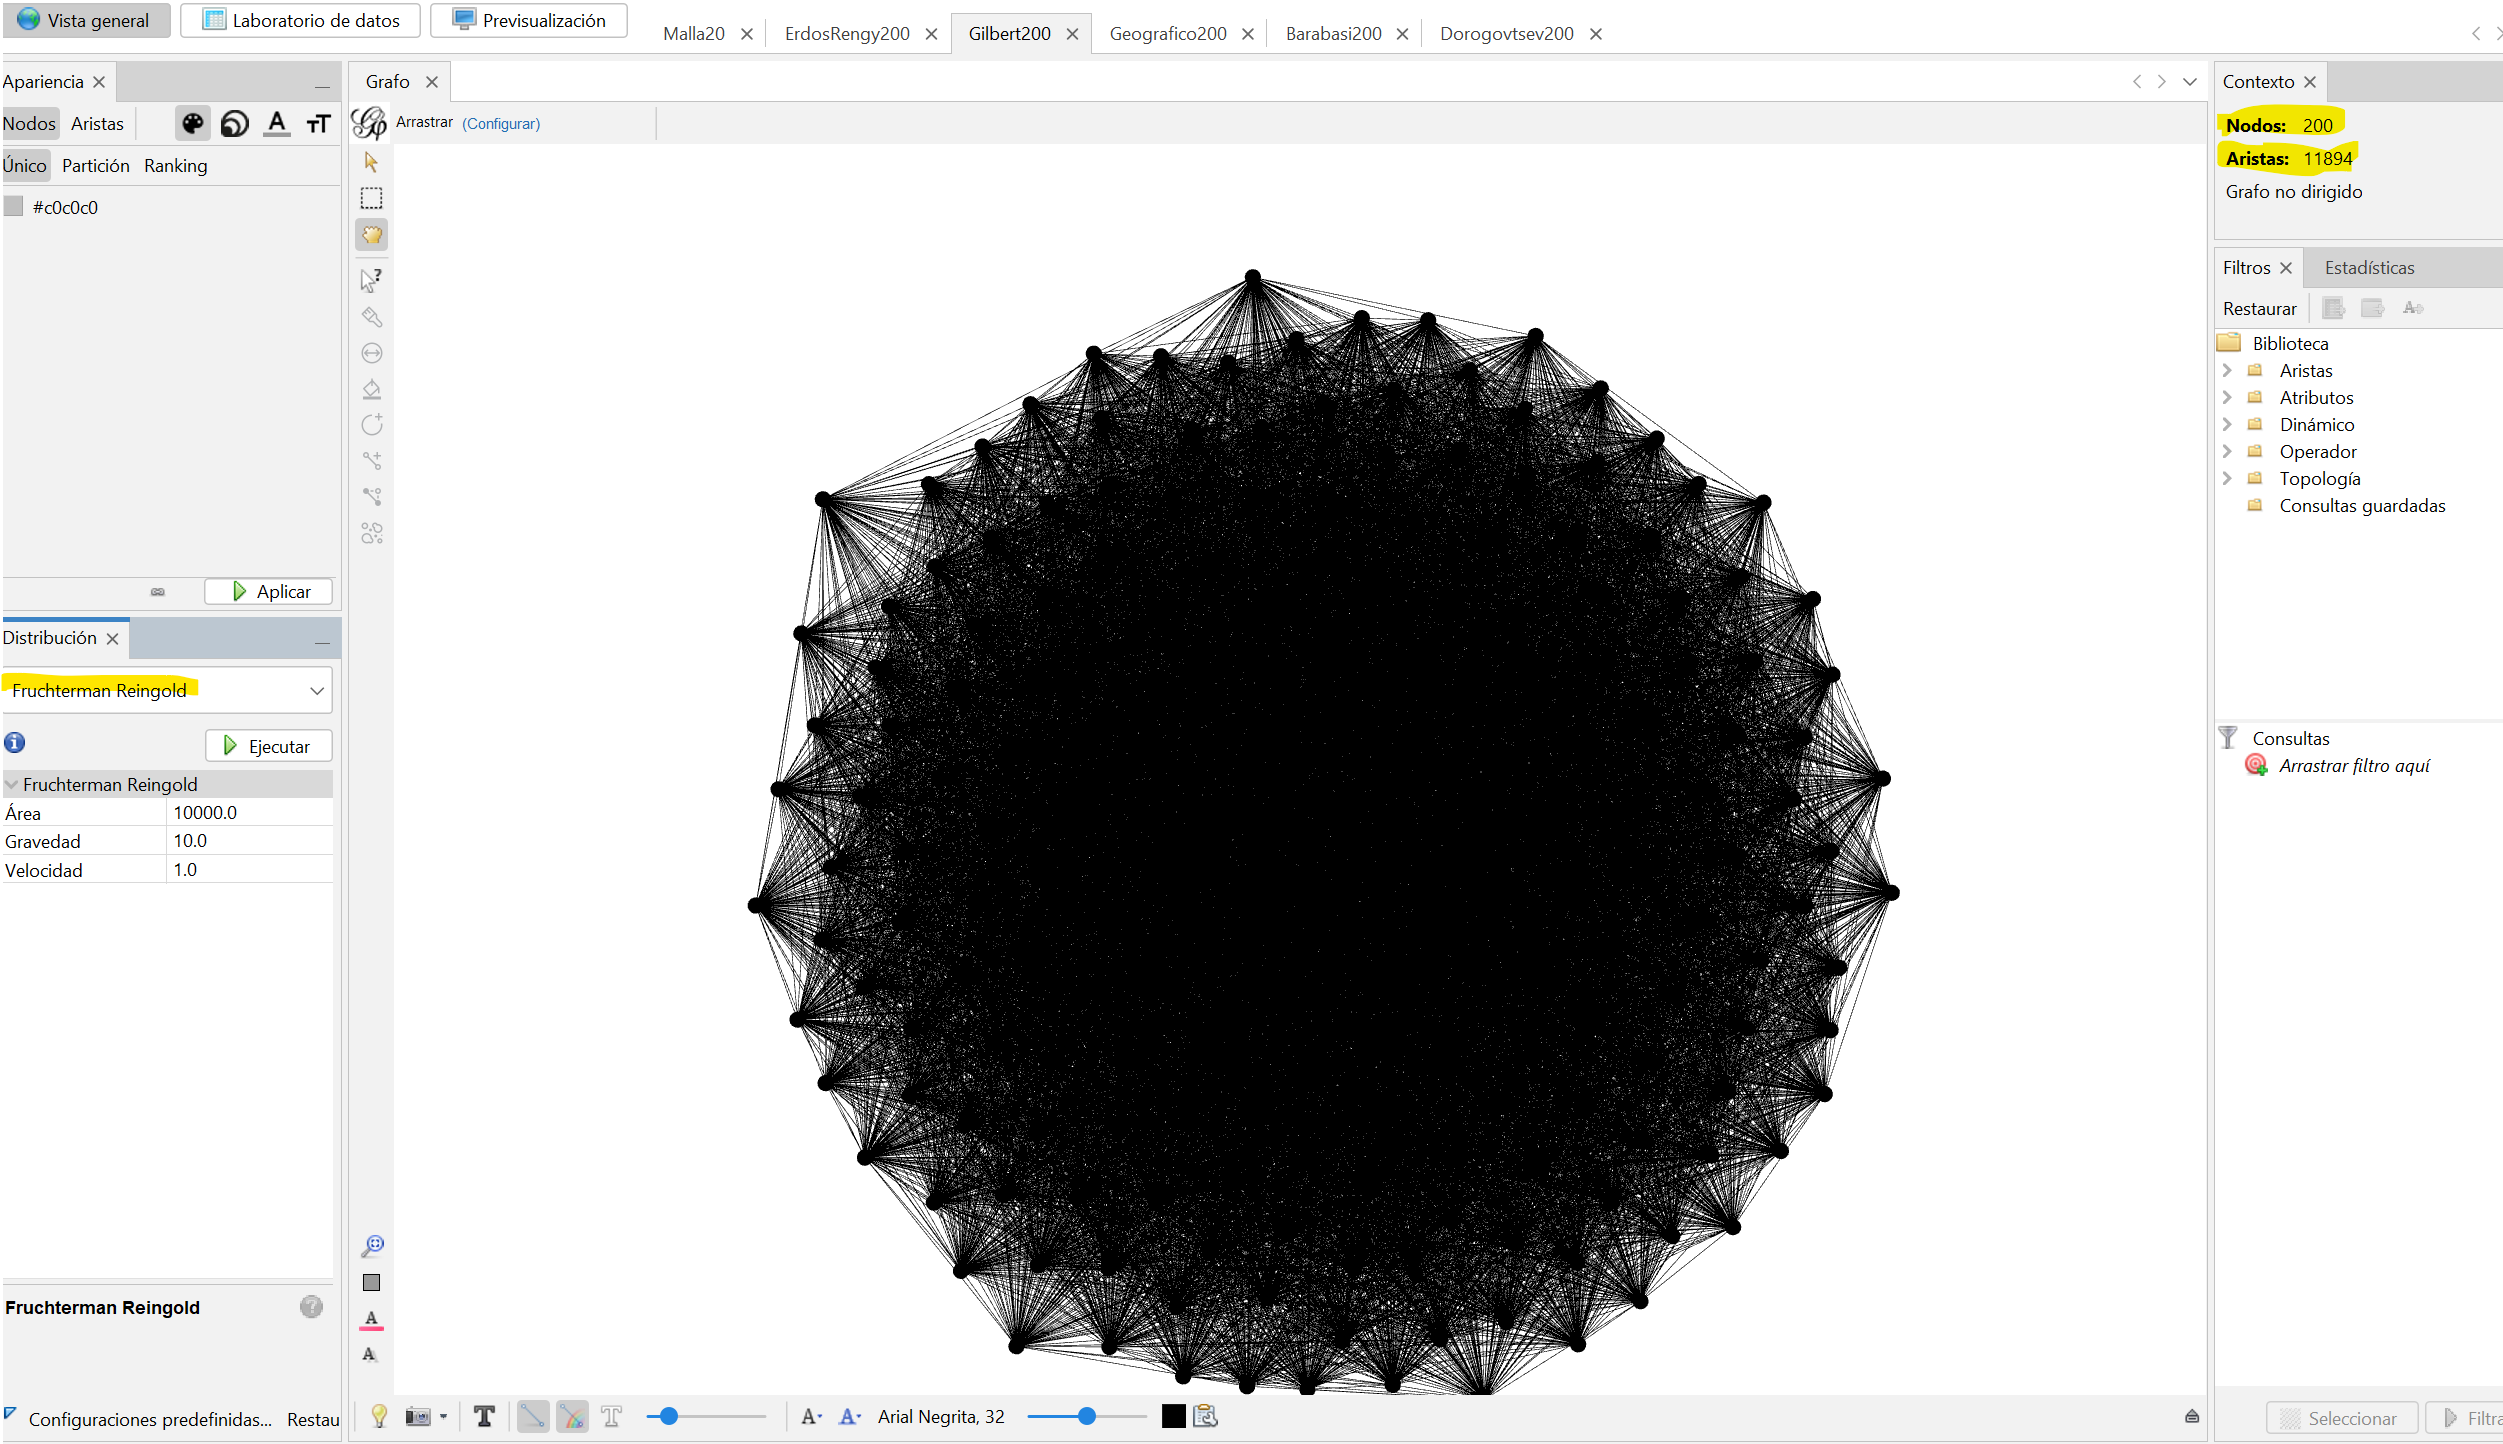 Vista general
Laboratorio de datos
Previsualización
Malla20
ErdosRengy200
Gilbert200
Geografico200
Barabasi200
Dorogovtsev200
Apariencia
Nodos
Aristas
Único
Partición
Ranking
#c0c0c0
Aplicar
Distribución
Fruchterman Reingold
Ejecutar
Fruchterman Reingold
Área 10000.0
Gravedad 10.0
Velocidad 1.0
Fruchterman Reingold
Configuraciones predefinidas...
Restau
Grafo
Arrastrar (Configurar)
Arial Negrita, 32
Contexto
Nodos: 200
Aristas: 11894
Grafo no dirigido
Filtros
Estadísticas
Restaurar
Biblioteca
Aristas
Atributos
Dinámico
Operador
Topología
Consultas guardadas
Consultas
Arrastrar filtro aquí
Seleccionar
Filtra